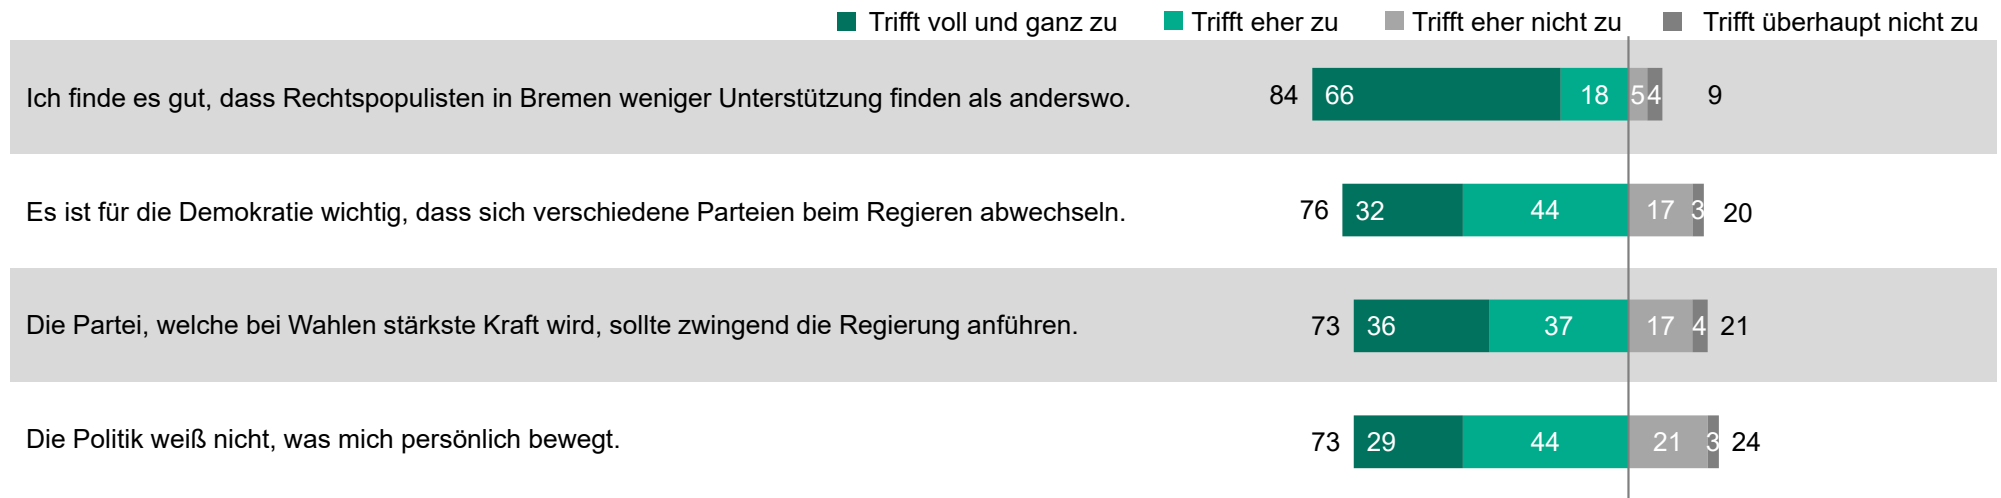 Trifft voll und ganz zu Trifft eher zu Trifft eher nicht zu Trifft überhaupt nicht zu
Ich finde es gut, dass Rechtspopulisten in Bremen weniger Unterstützung finden als anderswo. 84 66 18 5 4 9
Es ist für die Demokratie wichtig, dass sich verschiedene Parteien beim Regieren abwechseln. 76 32 44 17 3 20
Die Partei, welche bei Wahlen stärkste Kraft wird, sollte zwingend die Regierung anführen. 73 36 37 17 4 21
Die Politik weiß nicht, was mich persönlich bewegt. 73 29 44 21 3 24